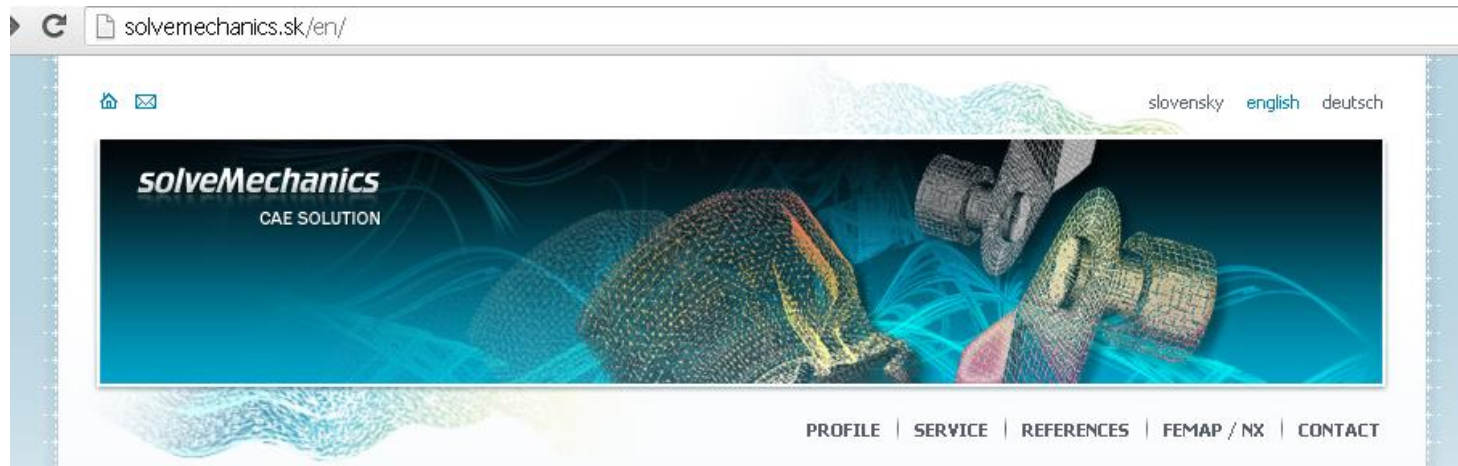 solvemechanics.sk/en/
slovensky english deutsch
solveMechanics
CAE SOLUTION
PROFILE | SERVICE | REFERENCES | FEMAP / NX | CONTACT